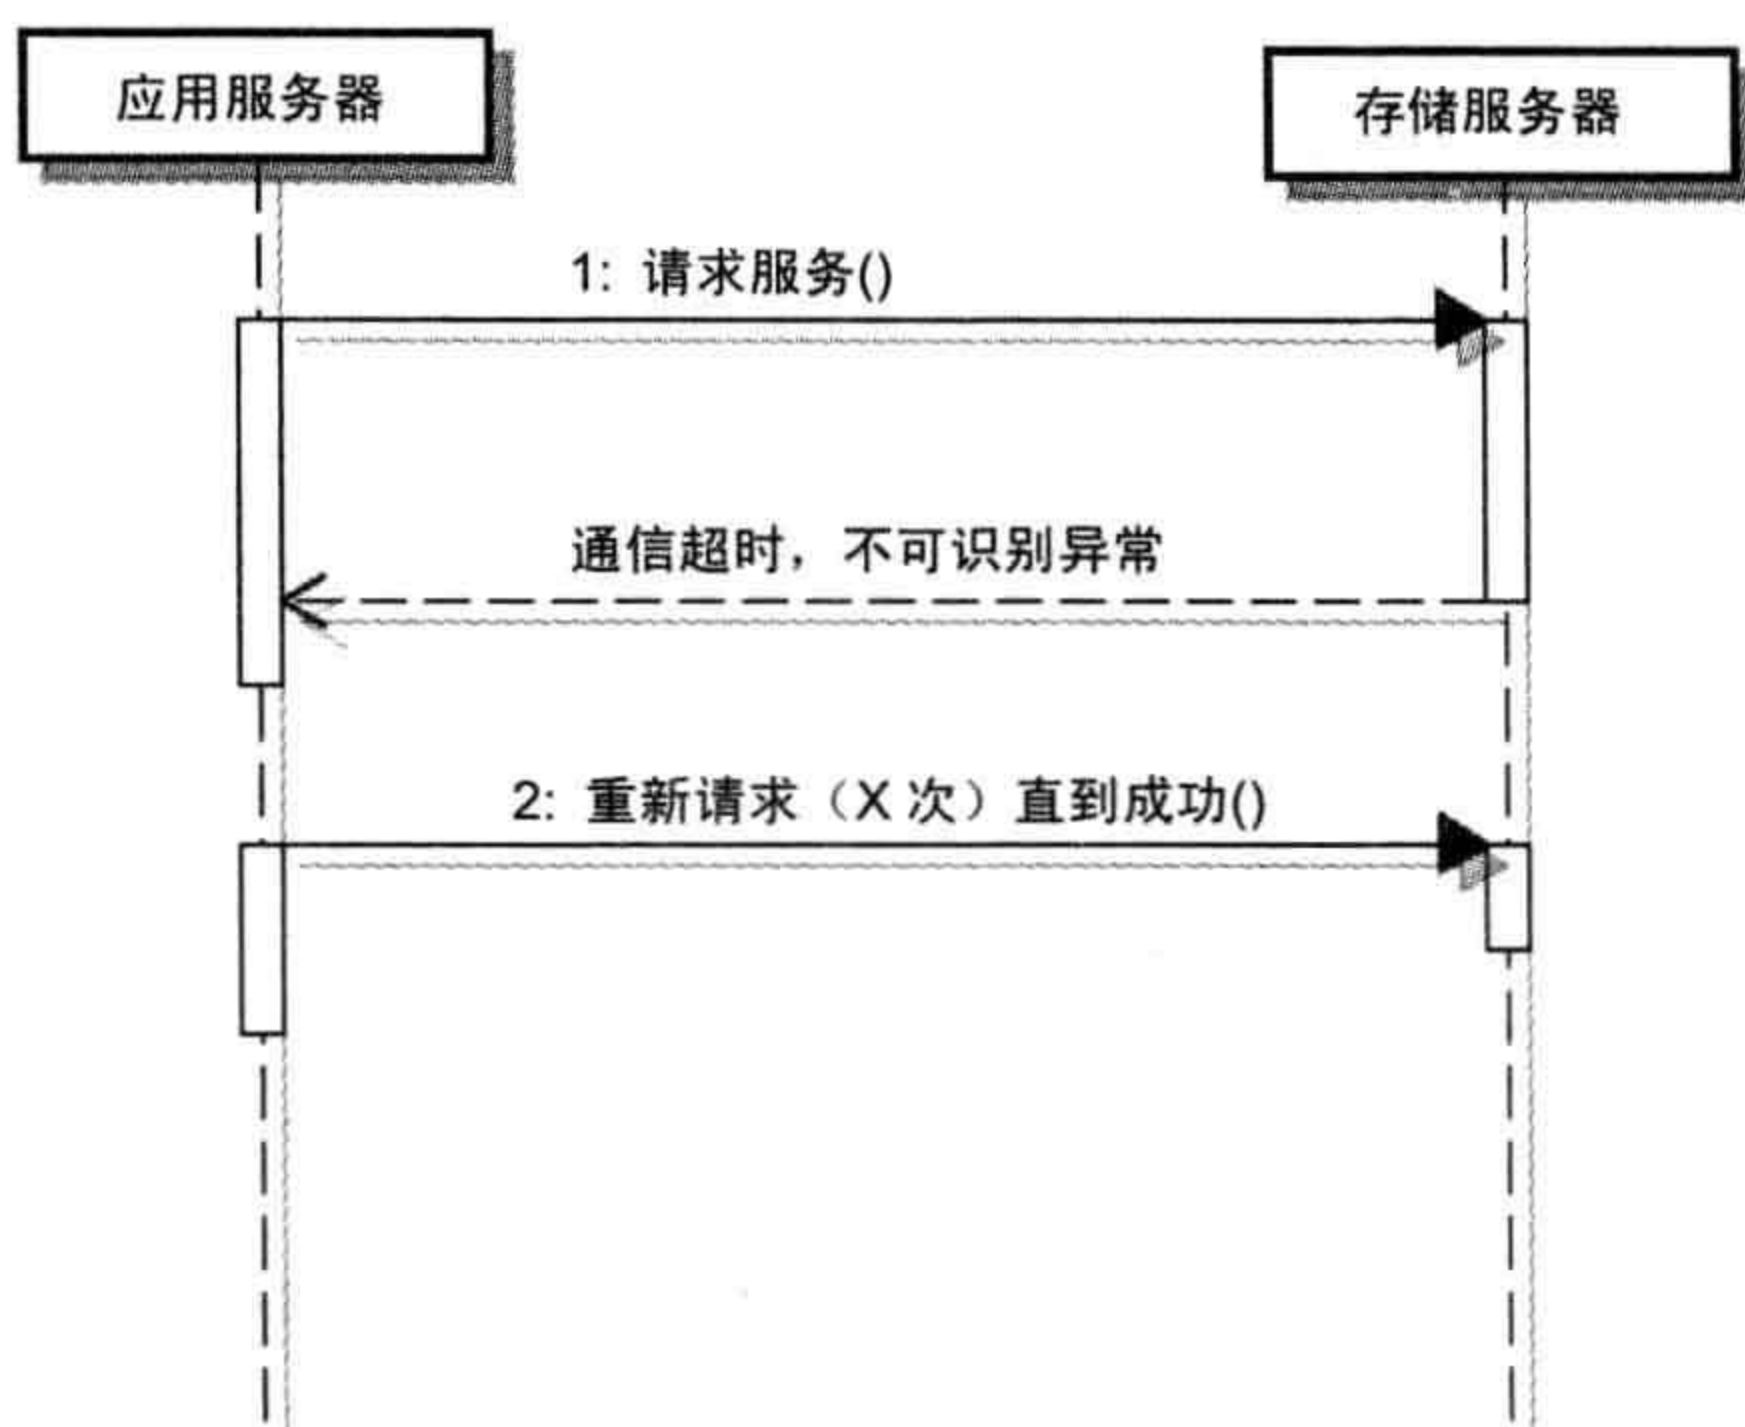 应用服务器
存储服务器
1: 请求服务()
通信超时，不可识别异常
2: 重新请求（X 次）直到成功()